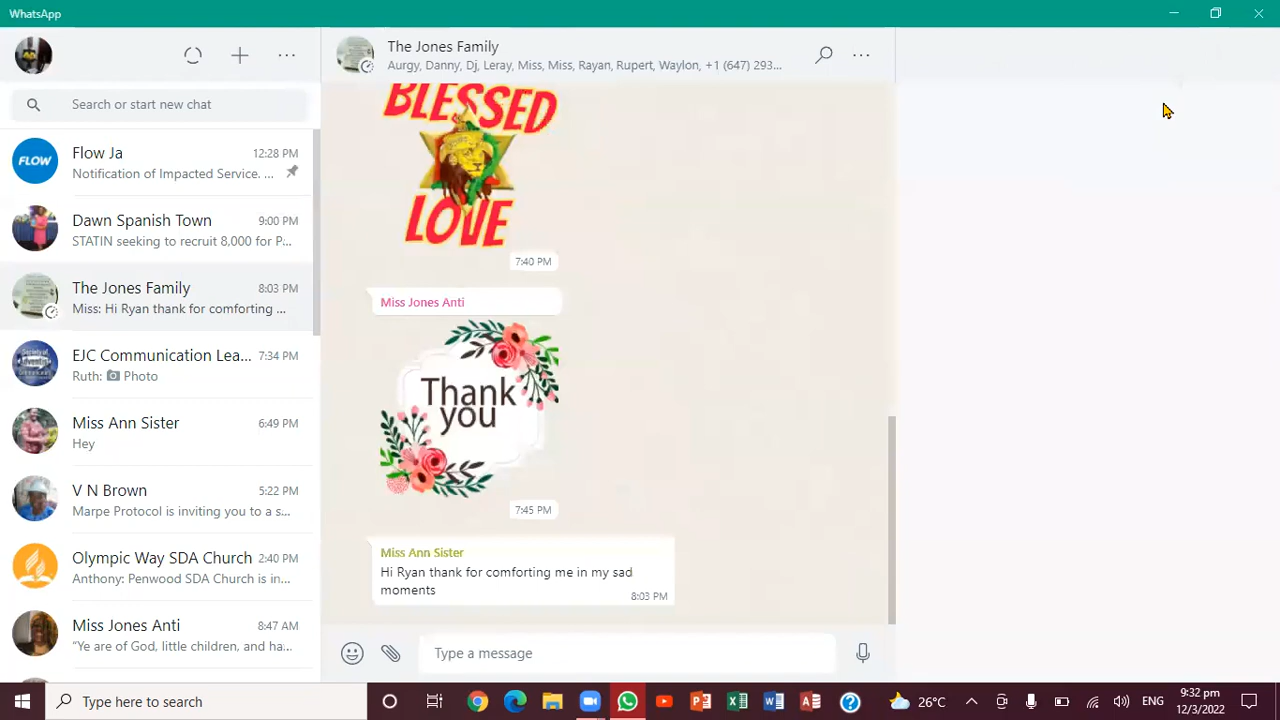 WhatsApp
The Jones Family
Aurgy, Danny, Dj, Leray, Miss, Miss, Rayan, Rupert, Waylon, +1 (647) 293...
Search or start new chat
Flow Ja
12:28 PM
Notification of Impacted Service. ...
FLOW
Dawn Spanish Town
9:00 PM
STATIN seeking to recruit 8,000 for P...
The Jones Family
8:03 PM
Miss: Hi Ryan thank for comforting ...
EJC Communication Lea...
7:34 PM
Ruth: Photo
Miss Ann Sister
6:49 PM
Hey
V N Brown
5:22 PM
Marpe Protocol is inviting you to a s...
Olympic Way SDA Church
2:40 PM
Anthony: Penwood SDA Church is in...
Miss Jones Anti
8:47 AM
“Ye are of God, little children, and ha...
BLESSED
LOVE
7:40 PM
Miss Jones Anti
Thank
you
7:45 PM
Miss Ann Sister
Hi Ryan thank for comforting me in my sad
moments
8:03 PM
Type a message
Type here to search
26°C
ENG
9:32 pm
12/3/2022